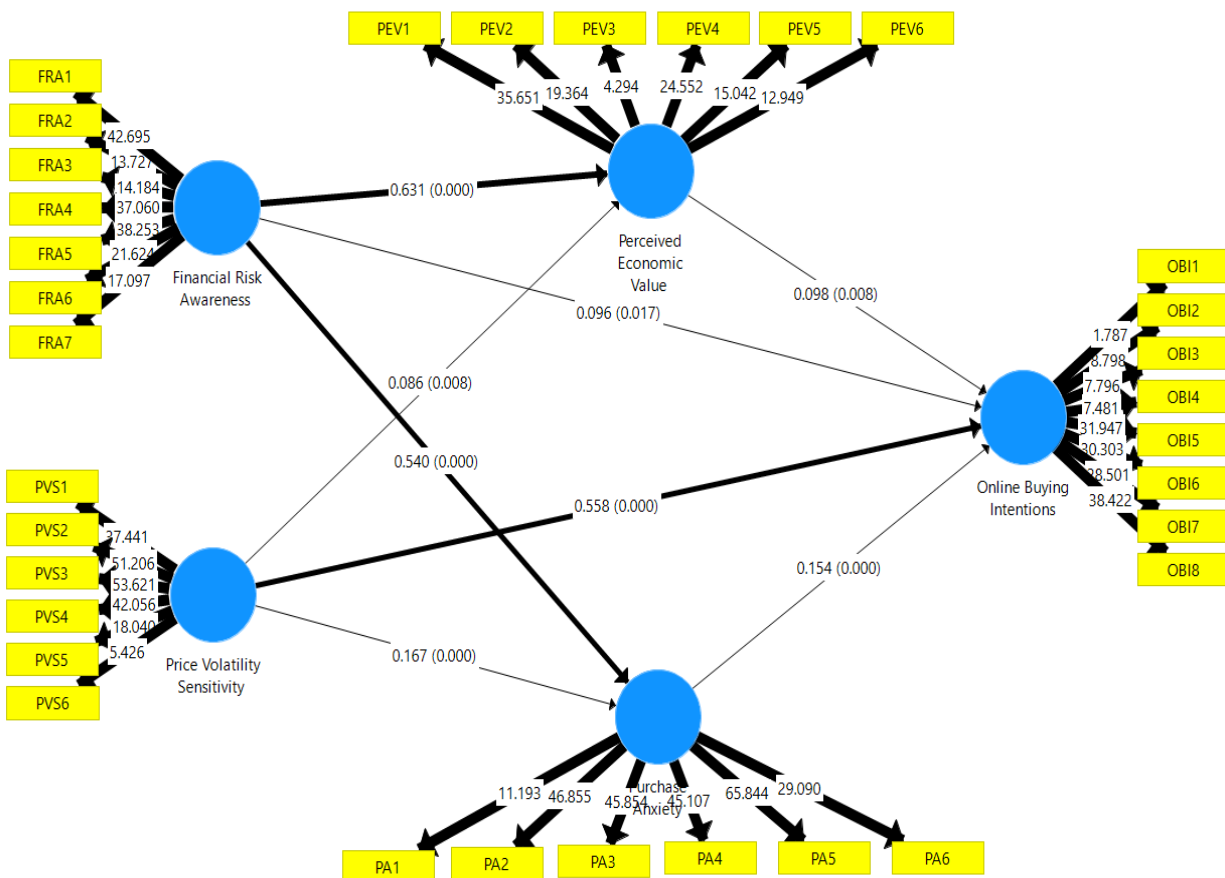 PEV1
PEV2
PEV3
PEV4
PEV5
PEV6
35.651
19.364
4.294
24.552
15.042
12.949
FRA1
FRA2
FRA3
FRA4
FRA5
FRA6
FRA7
42.695
13.727
14.184
37.060
38.253
21.624
17.097
Financial Risk
Awareness
Perceived
Economic
Value
0.631 (0.000)
0.098 (0.008)
0.096 (0.017)
0.086 (0.008)
0.540 (0.000)
0.558 (0.000)
0.154 (0.000)
0.167 (0.000)
OBI1
OBI2
OBI3
OBI4
OBI5
OBI6
OBI7
OBI8
1.787
8.798
7.796
7.481
31.947
30.303
38.422
Online Buying
Intentions
PVS1
PVS2
PVS3
PVS4
PVS5
PVS6
37.441
51.206
53.621
42.056
18.040
5.426
Price Volatility
Sensitivity
11.193
46.855
45.854
45.107
65.844
29.090
Purchase
Anxiety
PA1
PA2
PA3
PA4
PA5
PA6